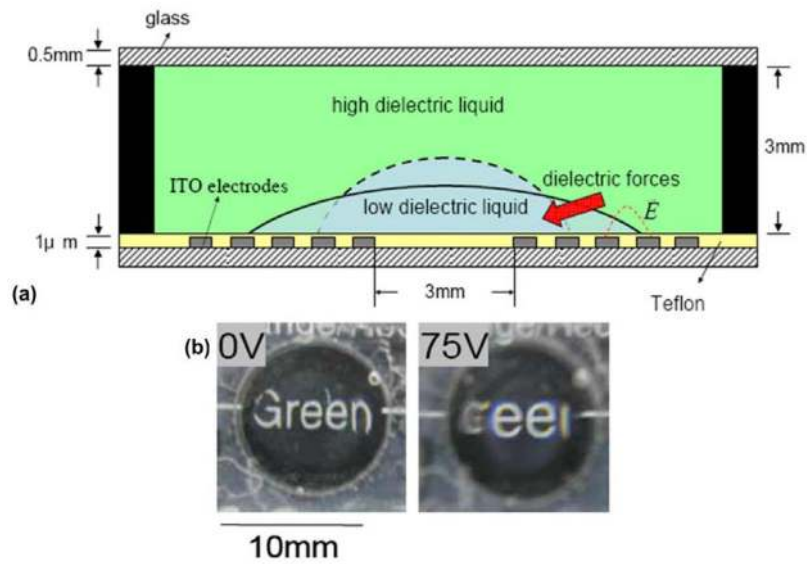 glass
0.5mm
high dielectric liquid
3mm
ITO electrodes
dielectric forces
low dielectric liquid
E
1μ m
3mm
Teflon
(a)
(b)
0V
75V
Green
10mm